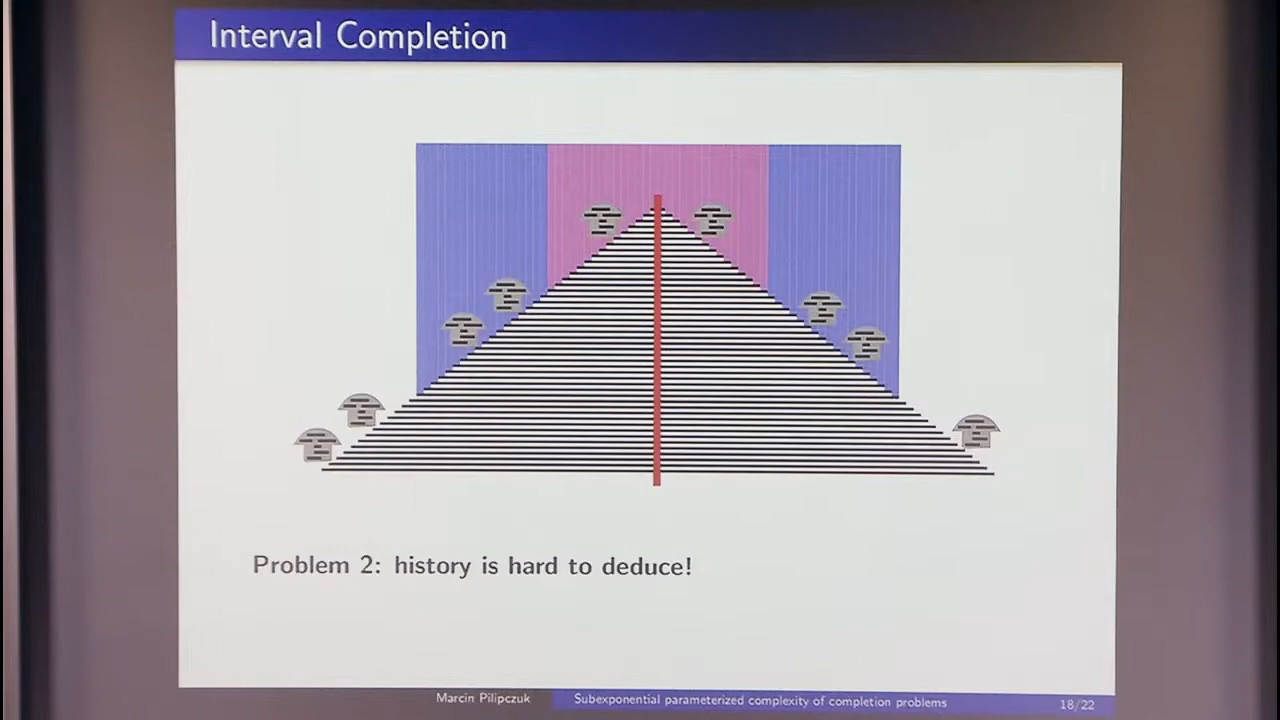 Interval Completion
Problem 2: history is hard to deduce!
Marcin Pilipczuk
Subexponential parameterized complexity of completion problems
18/22